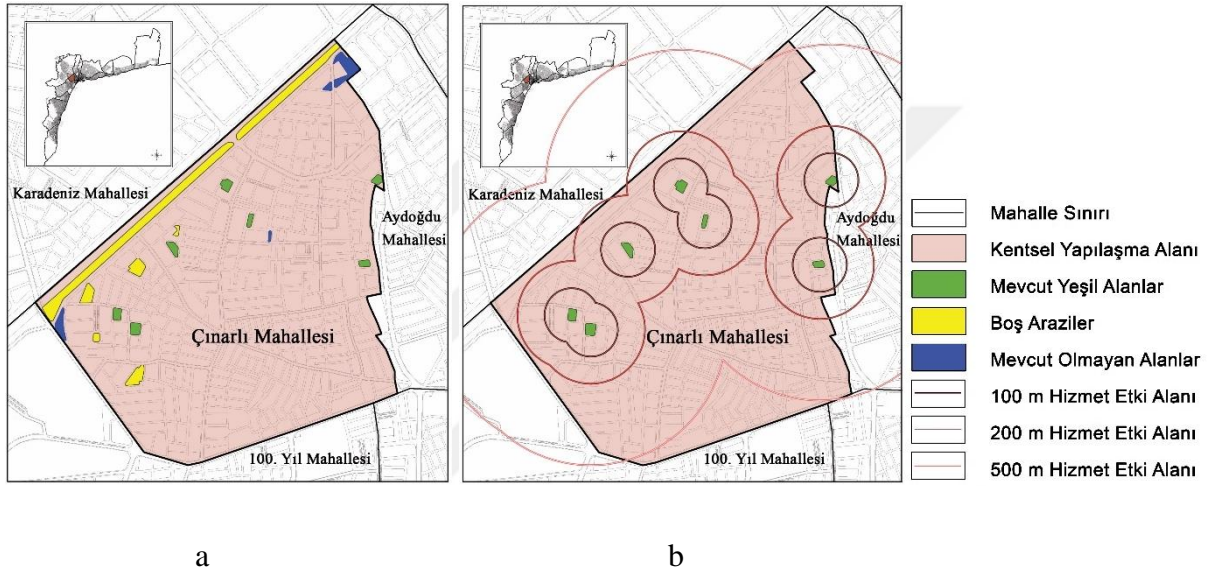 Karadeniz Mahallesi
Aydoğdu
Mahallesi
Çınarlı Mahallesi
100. Yıl Mahallesi
Karadeniz Mahallesi
Aydoğdu
Mahallesi
Çınarlı Mahallesi
100. Yıl Mahallesi
Mahalle Sınırı
Kentsel Yapılaşma Alanı
Mevcut Yeşil Alanlar
Boş Araziler
Mevcut Olmayan Alanlar
100 m Hizmet Etki Alanı
200 m Hizmet Etki Alanı
500 m Hizmet Etki Alanı
a
b